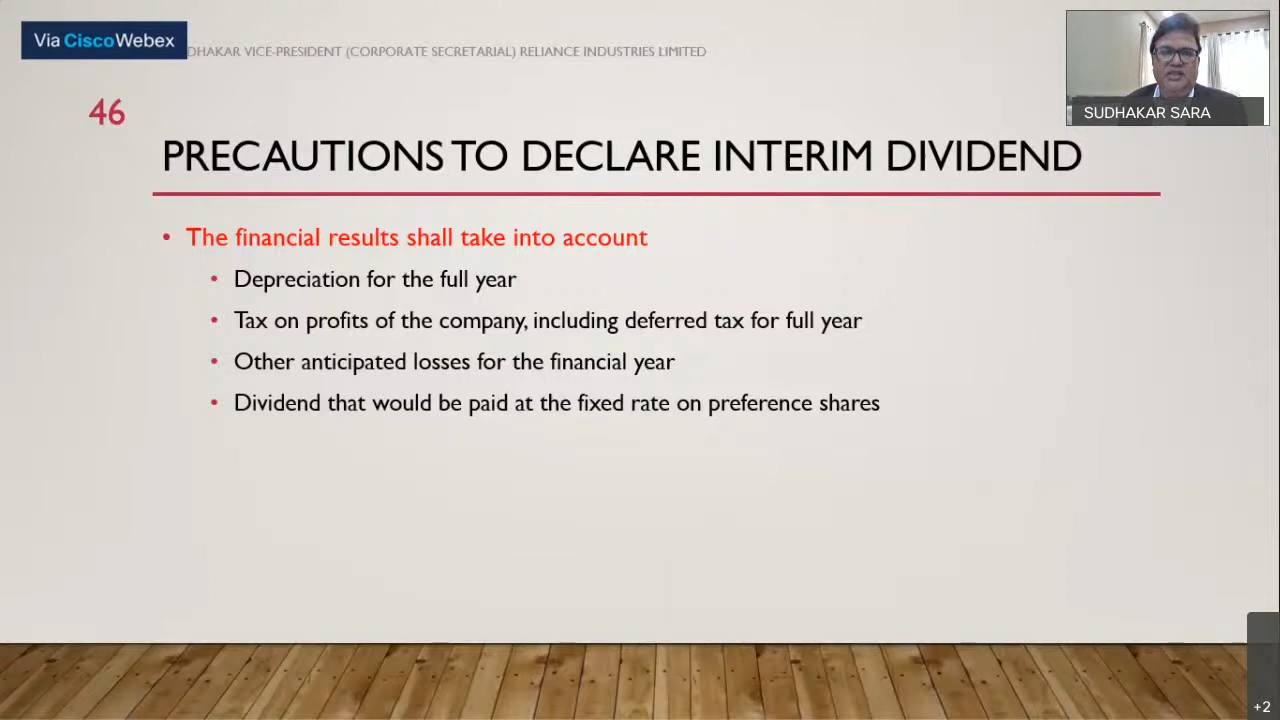 Via CiscoWebex
DHAKAR VICE-PRESIDENT (CORPORATE SECRETARIAL) RELIANCE INDUSTRIES LIMITED
SUDHAKAR SARA
46
PRECAUTIONS TO DECLARE INTERIM DIVIDEND
• The financial results shall take into account
• Depreciation for the full year
• Tax on profits of the company, including deferred tax for full year
• Other anticipated losses for the financial year
• Dividend that would be paid at the fixed rate on preference shares
+2